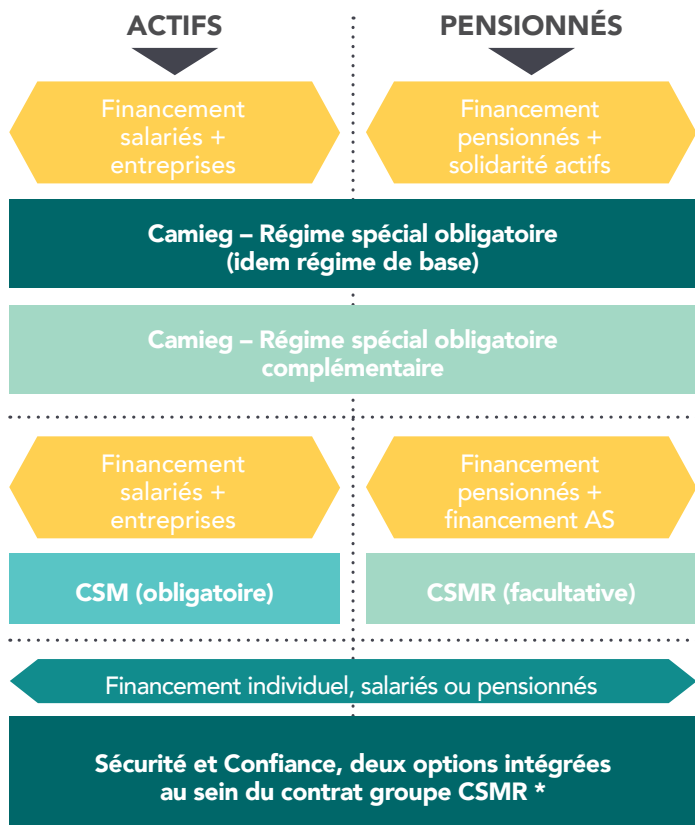 ACTIFS
PENSIONNÉS
Financement
salariés +
entreprises
Financement
pensionnés +
solidarité actifs
Camieg – Régime spécial obligatoire
(idem régime de base)
Camieg – Régime spécial obligatoire
complémentaire
Financement
salariés +
entreprises
Financement
pensionnés +
financement AS
CSM (obligatoire)
CSMR (facultative)
Financement individuel, salariés ou pensionnés
Sécurité et Confiance, deux options intégrées
au sein du contrat groupe CSMR *